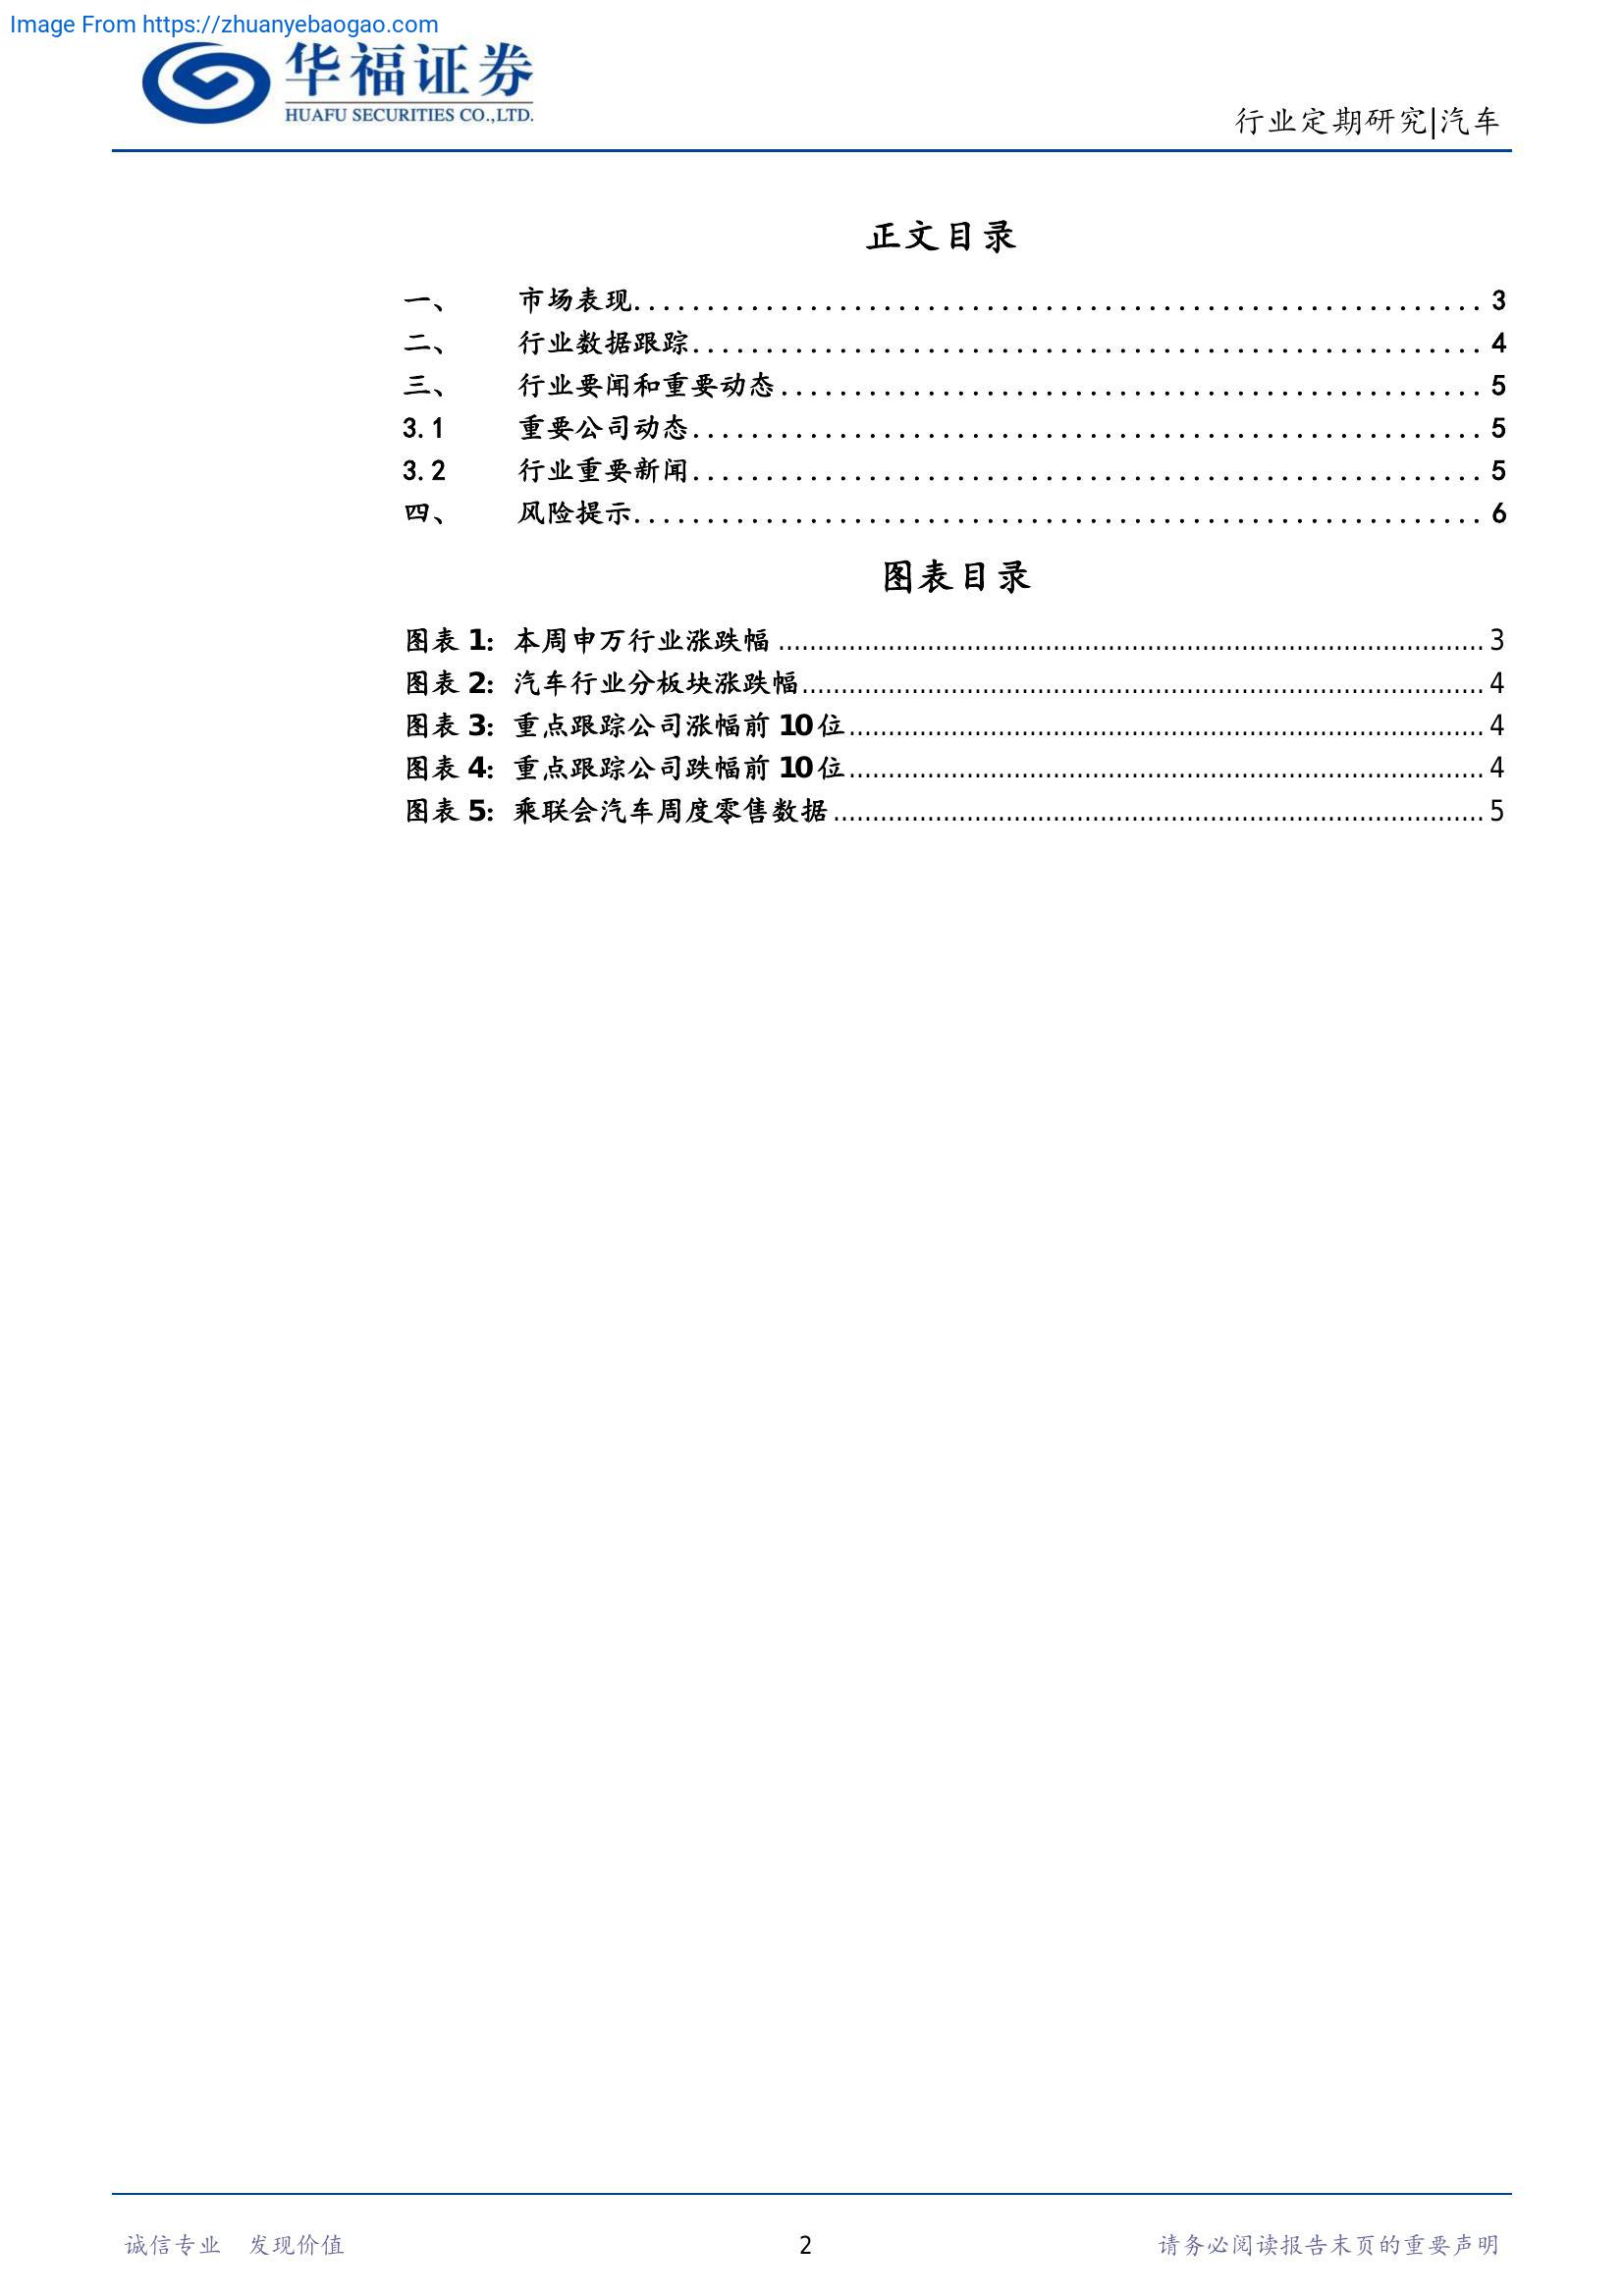 Image From https://zhuanyebaogao.com
华福证券
HUAFU SECURITIES CO.,LTD.
行业定期研究|汽车
正文目录
一、 市场表现........................................................... 3
二、 行业数据跟踪....................................................... 4
三、 行业要闻和重要动态................................................. 5
3.1 重要公司动态....................................................... 5
3.2 行业重要新闻....................................................... 5
四、 风险提示........................................................... 6
图表目录
图表 1: 本周申万行业涨跌幅 ........................................................ 3
图表 2: 汽车行业分板块涨跌幅........................................................ 4
图表 3: 重点跟踪公司涨幅前 10 位........................................................ 4
图表 4: 重点跟踪公司跌幅前 10 位........................................................ 4
图表 5: 乘联会汽车周度零售数据........................................................ 5
诚信专业 发现价值
2
请务必阅读报告末页的重要声明